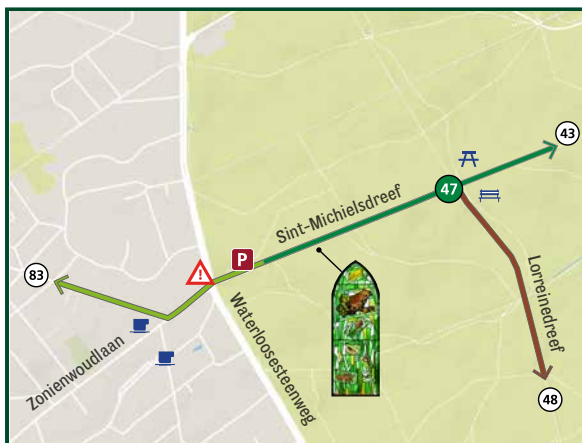 43
47
Sint-Michielsdreef
P
83
!
Lorreinedreef
Waterloosesteenweg
Zonienwoudlaan
48